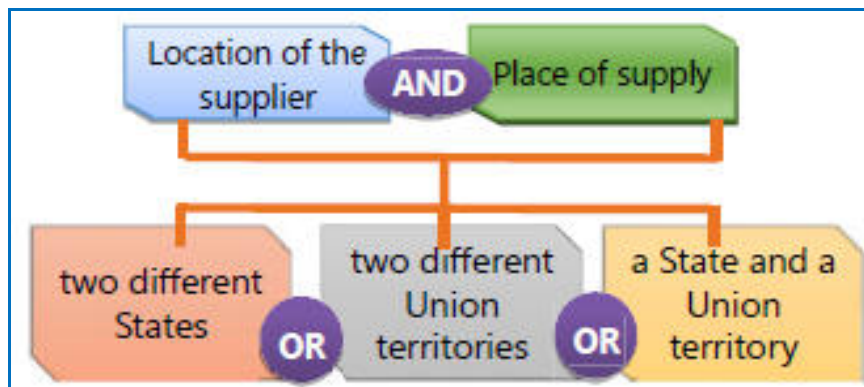 Location of the
supplier
AND
Place of supply
two different
States
OR
two different
Union
territories
OR
a State and a
Union
territory